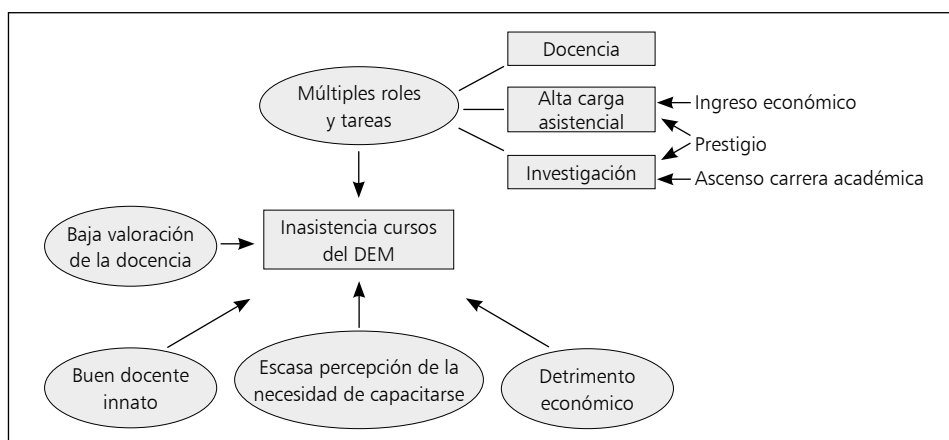 Docencia
Múltiples roles
y tareas
Alta carga
asistencial
Ingreso económico
Prestigio
Investigación
Ascenso carrera académica
Baja valoración
de la docencia
Inasistencia cursos
del DEM
Buen docente
innato
Escasa percepción de la
necesidad de capacitarse
Detrimento
económico